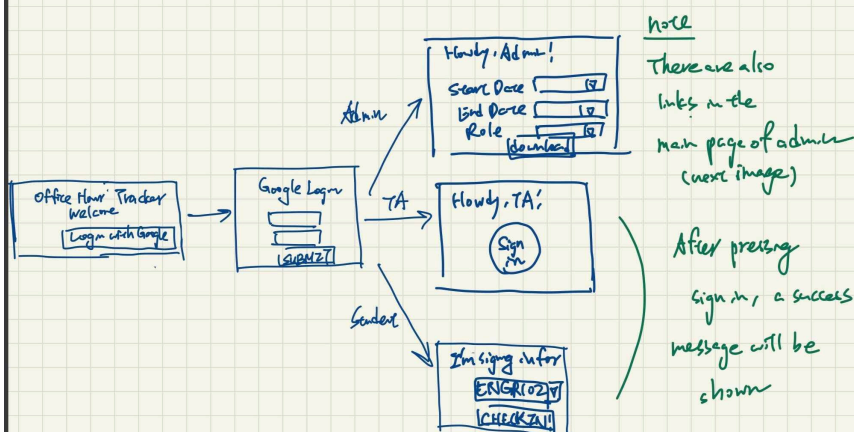 Office Hour Tracker
Welcome
Login with Google
Google Login
SUBMIT
Admin
TA
Student
Howdy, Admin!
Start Date
End Date
Role
download
Howdy, TA!
Sign
in
I'm signing in for
ENGR102
CHECKIN!
note
There are also
links in the
main page of admin
(next image)
After pressing
sign in, a success
message will be
shown